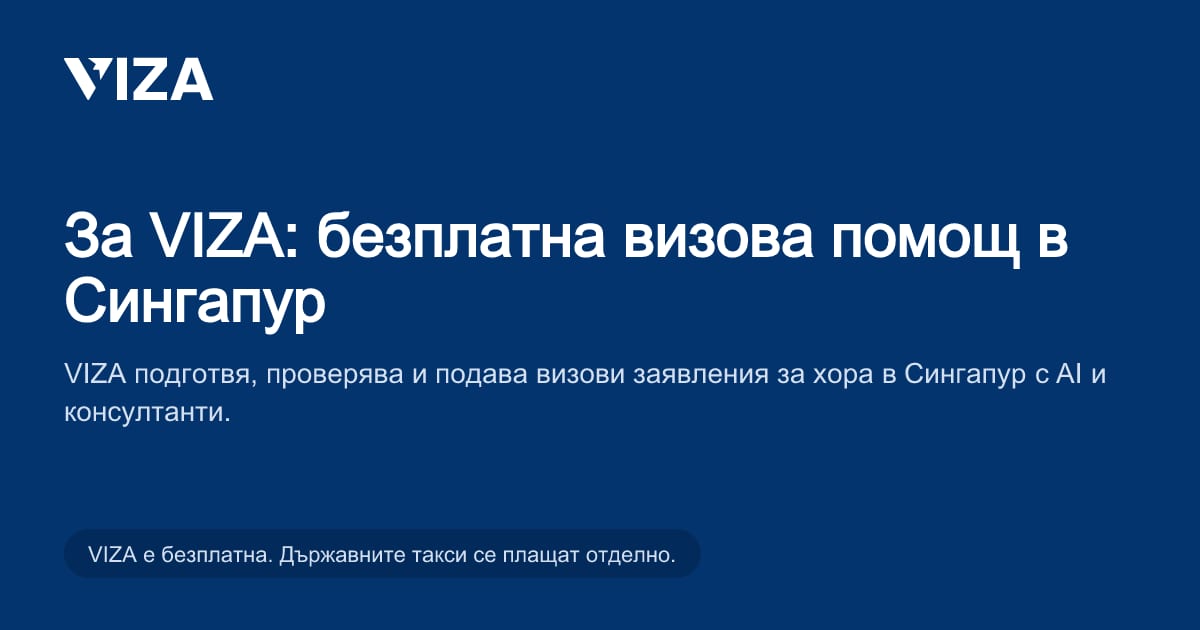 VIZA
За VIZA: безплатна визова помощ в
Сингапур
VIZA подготвя, проверява и подава визови заявления за хора в Сингапур с AI и
консултанти.
VIZA е безплатна. Държавните такси се плащат отделно.